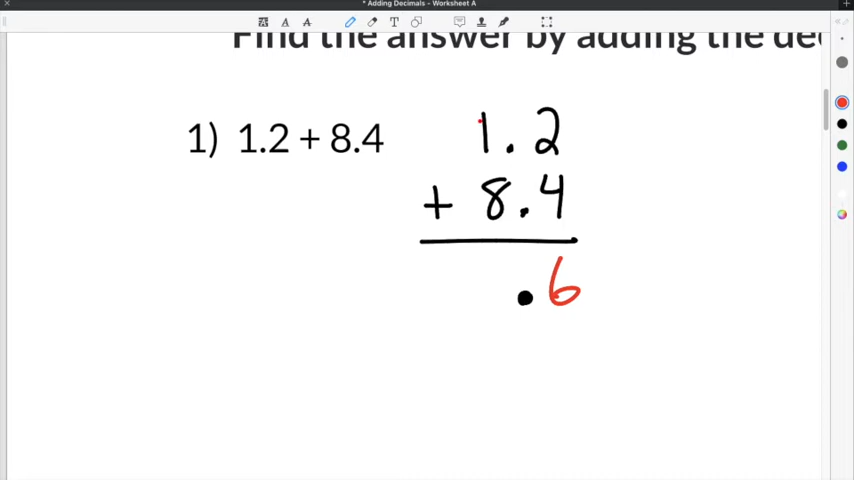 * Adding Decimals - Worksheet A
Find the answer by adding the dec
1) 1.2 + 8.4
1.2
+ 8.4
.6